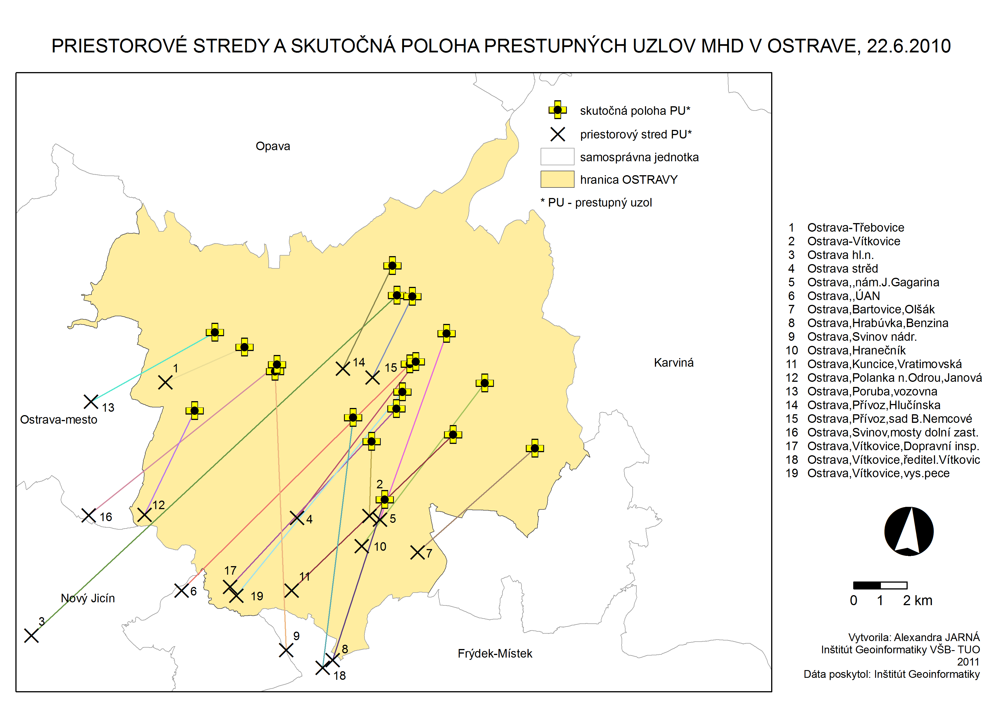 PRIESTOROVÉ STREDY A SKUTOČNÁ POLOHA PRESTUPNÝCH UZLOV MHD V OSTRAVE, 22.6.2010
skutočná poloha PU*
priestorový stred PU*
samosprávna jednotka
hranica OSTRAVY
* PU - prestupný uzol
Opava
Karviná
Ostrava-mesto
Nový Jicín
Frýdek-Místek
14
15
1
13
2
12
16
4
5
10
7
17
11
6
19
3
9
8
18
1 Ostrava-Třebovice
2 Ostrava-Vítkovice
3 Ostrava hl.n.
4 Ostrava strěd
5 Ostrava,,nám.J.Gagarina
6 Ostrava,,ÚAN
7 Ostrava,Bartovice,Olšák
8 Ostrava,Hrabúvka,Benzina
9 Ostrava,Svinov nádr.
10 Ostrava,Hranečník
11 Ostrava,Kuncice,Vratimovská
12 Ostrava,Polanka n.Odrou,Janová
13 Ostrava,Poruba,vozovna
14 Ostrava,Přívoz,Hlučínska
15 Ostrava,Přívoz,sad B.Nemcové
16 Ostrava,Svinov,mosty dolní zast.
17 Ostrava,Vítkovice,Dopravní insp.
18 Ostrava,Vítkovice,ředitel.Vítkovic
19 Ostrava,Vítkovice,vys.pece
0 1 2 km
Vytvorila: Alexandra JARNÁ
Inštitút Geoinformatiky VŠB- TUO
2011
Dáta poskytol: Inštitút Geoinformatiky